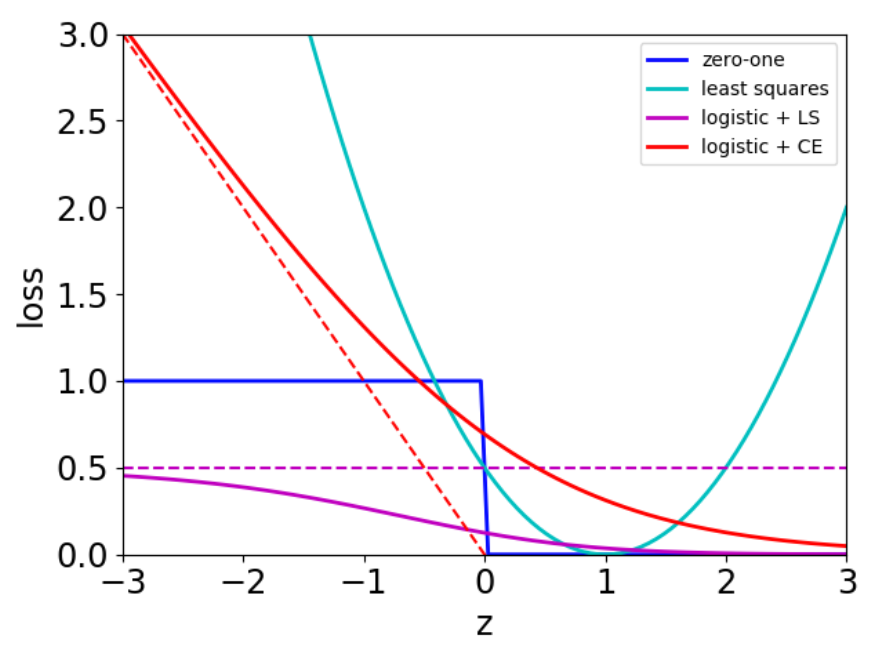 zero-one
least squares
logistic + LS
logistic + CE
loss
3.0
2.5
2.0
1.5
1.0
0.5
0.0
−3 −2 −1 0 1 2 3
z